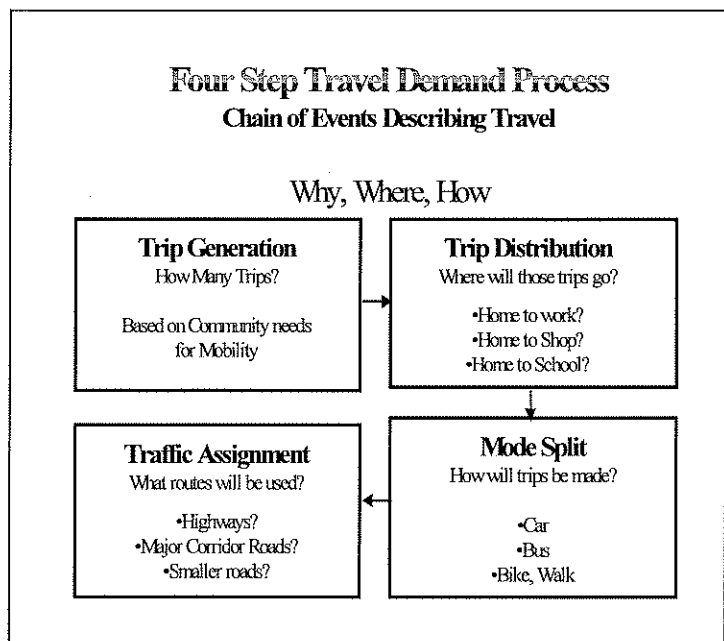 Four Step Travel Demand Process
Chain of Events Describing Travel
Why, Where, How
Trip Generation
How Many Trips?
Based on Community needs
for Mobility
Trip Distribution
Where will those trips go?
•Home to work?
•Home to Shop?
•Home to School?
Mode Split
How will trips be made?
•Car
•Bus
•Bike, Walk
Traffic Assignment
What routes will be used?
•Highways?
•Major Corridor Roads?
•Smaller roads?